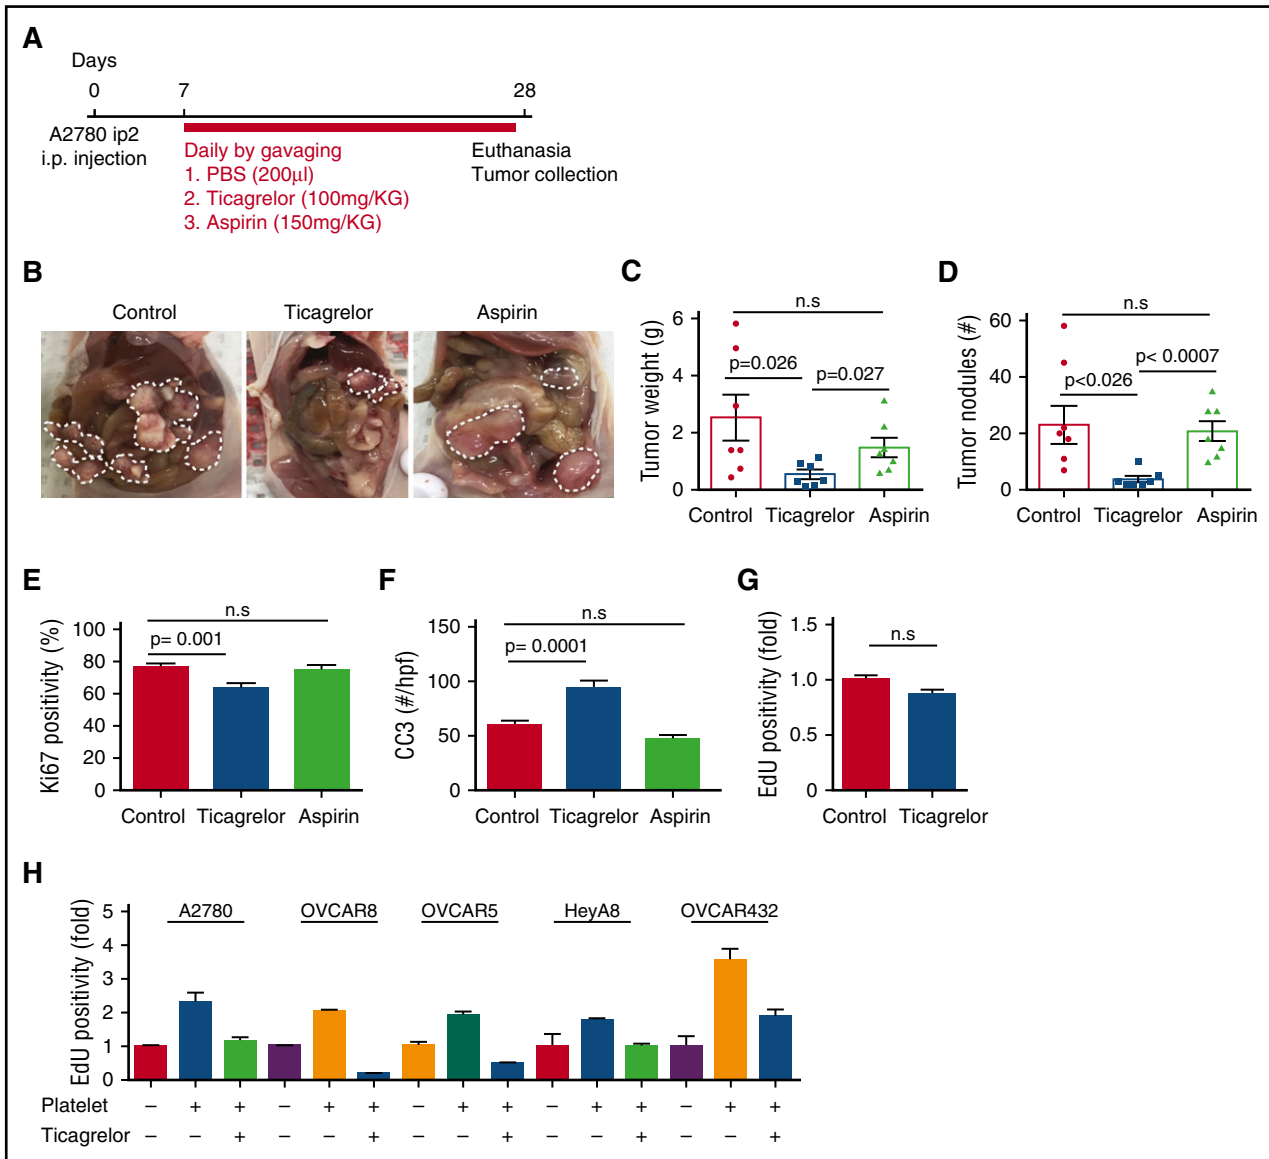 A
Days
0 7 28
A2780 ip2
i.p. injection
Daily by gavaging
1. PBS (200µl)
2. Ticagrelor (100mg/KG)
3. Aspirin (150mg/KG)
Euthanasia
Tumor collection
B
Control Ticagrelor Aspirin
C
Tumor weight (g)
6
4
2
0
n.s
p=0.026
p=0.027
Control Ticagrelor Aspirin
D
Tumor nodules (#)
60
40
20
0
n.s
p< 0.0007
p<0.026
Control Ticagrelor Aspirin
E
Ki67 positivity (%)
100
80
60
40
20
0
n.s
p= 0.001
Control Ticagrelor Aspirin
F
CC3 (#/hpf)
150
100
50
0
n.s
p= 0.0001
Control Ticagrelor Aspirin
G
EdU positivity (fold)
1.5
1.0
0.5
0
n.s
Control Ticagrelor
H
EdU positivity (fold)
5
4
3
2
1
0
A2780 OVCAR8 OVCAR5 HeyA8 OVCAR432
Platelet − + + − + + − + + − + + − + +
Ticagrelor − − + − − + − − + − − + − − +